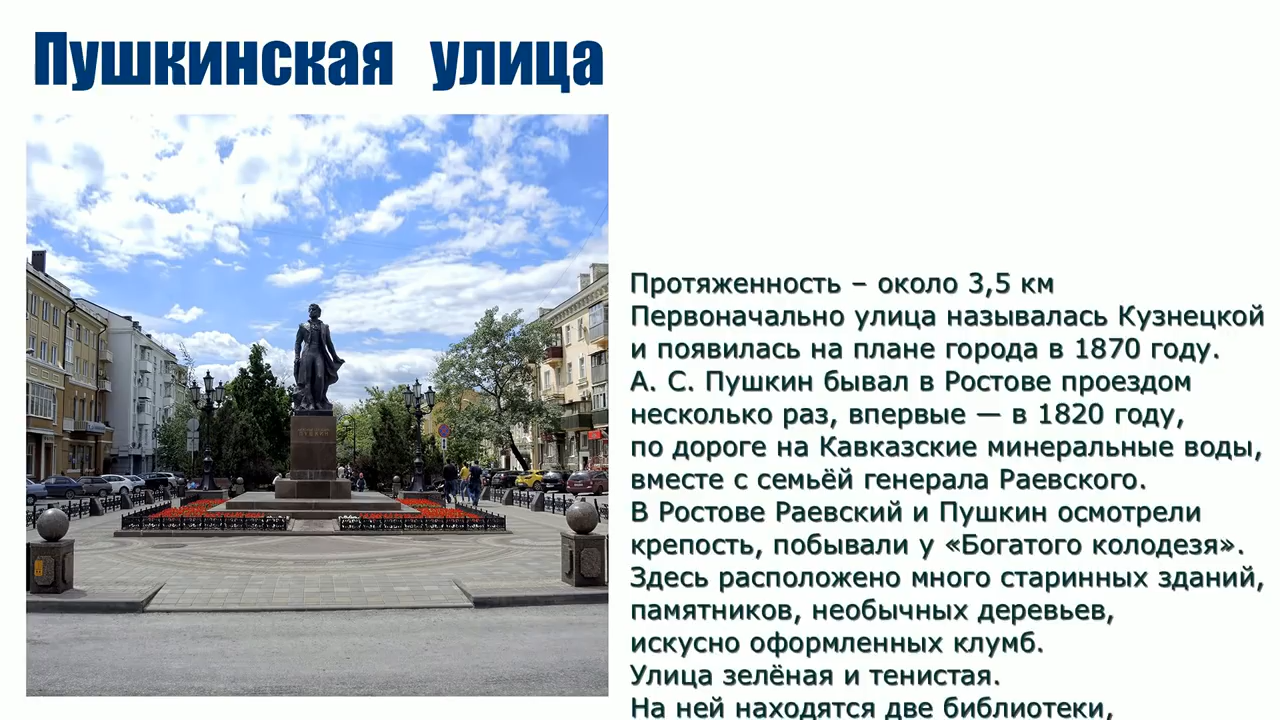 Пушкинская улица
Протяженность – около 3,5 км
Первоначально улица называлась Кузнецкой
и появилась на плане города в 1870 году.
А. С. Пушкин бывал в Ростове проездом
несколько раз, впервые — в 1820 году,
по дороге на Кавказские минеральные воды,
вместе с семьёй генерала Раевского.
В Ростове Раевский и Пушкин осмотрели
крепость, побывали у «Богатого колодезя».
Здесь расположено много старинных зданий,
памятников, необычных деревьев,
искусно оформленных клумб.
Улица зелёная и тенистая.
На ней находятся две библиотеки,